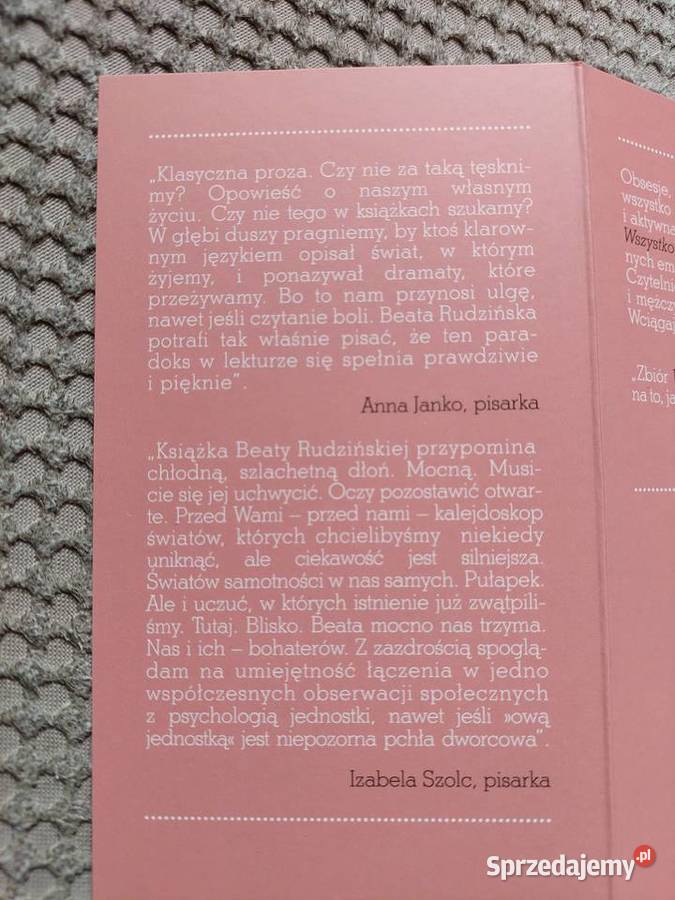 „Klasyczna proza. Czy nie za taką tęskni-
my? Opowieść o naszym własnym
życiu. Czy nie tego w książkach szukamy?
W głębi duszy pragniemy, by ktoś klarow-
nym językiem opisał świat, w którym
żyjemy, i ponazywał dramaty, które
przeżywamy. Bo to nam przynosi ulgę,
nawet jeśli czytanie boli. Beata Rudzińska
potrafi tak właśnie pisać, że ten para-
doks w lekturze się spełnia prawdziwie
i pięknie”.
Anna Janko, pisarka
„Książka Beaty Rudzińskiej przypomina
chłodną, szlachetną dłoń. Mocną. Musi-
cie się jej uchwycić. Oczy pozostawić otwar-
te. Przed Wami – przed nami – kalejdoskop
światów, których chcielibyśmy niekiedy
uniknąć, ale ciekawość jest silniejsza.
Światów samotności w nas samych. Pułapek.
Ale i uczuć, w których istnienie już zwątpili-
śmy. Tutaj. Blisko. Beata mocno nas trzyma.
Nas i ich – bohaterów. Z zazdrością spoglą-
dam na umiejętność łączenia w jedno
współczesnych obserwacji społecznych
z psychologią jednostki, nawet jeśli »ową
jednostką« jest niepozorna pchła dworcowa”.
Izabela Szolc, pisarka
Obsesje,
wszystko
i aktywna
Wszystko
nych em
Czytelni
i mężczy
Wciągaj
„Zbiór
na to, ja
Sprzedajemy.pl